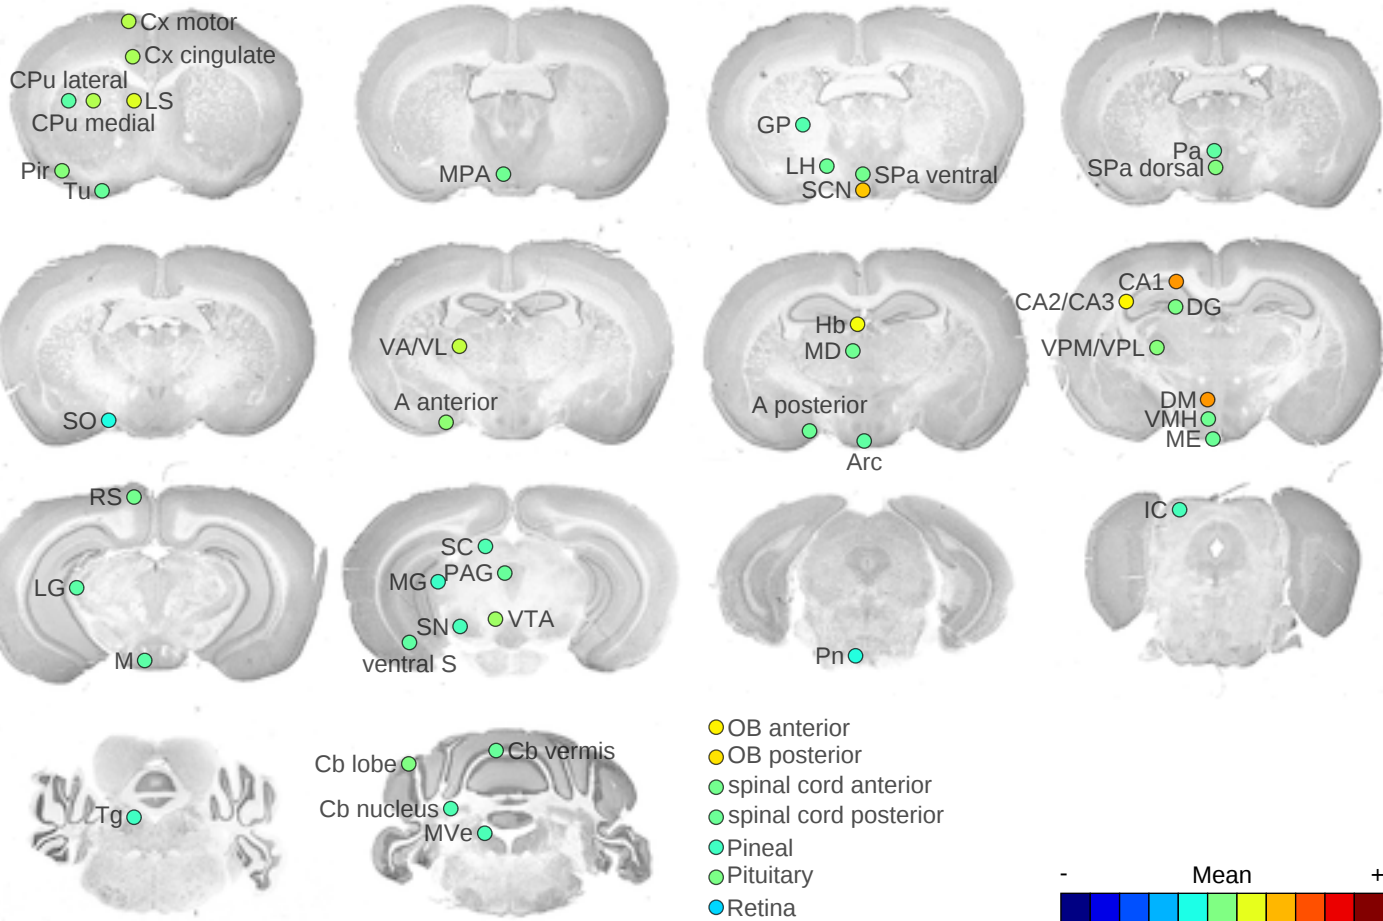 Cx motor
Cx cingulate
CPu lateral
LS
CPu medial
Pir
Tu
MPA
GP
LH
SPa ventral
SCN
Pa
SPa dorsal
SO
VA/VL
A anterior
Hb
MD
A posterior
Arc
CA1
CA2/CA3
DG
VPM/VPL
DM
VMH
ME
RS
LG
M
SC
MG
PAG
SN
VTA
ventral S
Pn
IC
Tg
Cb lobe
Cb vermis
Cb nucleus
MVe
OB anterior
OB posterior
spinal cord anterior
spinal cord posterior
Pineal
Pituitary
Retina
- Mean +